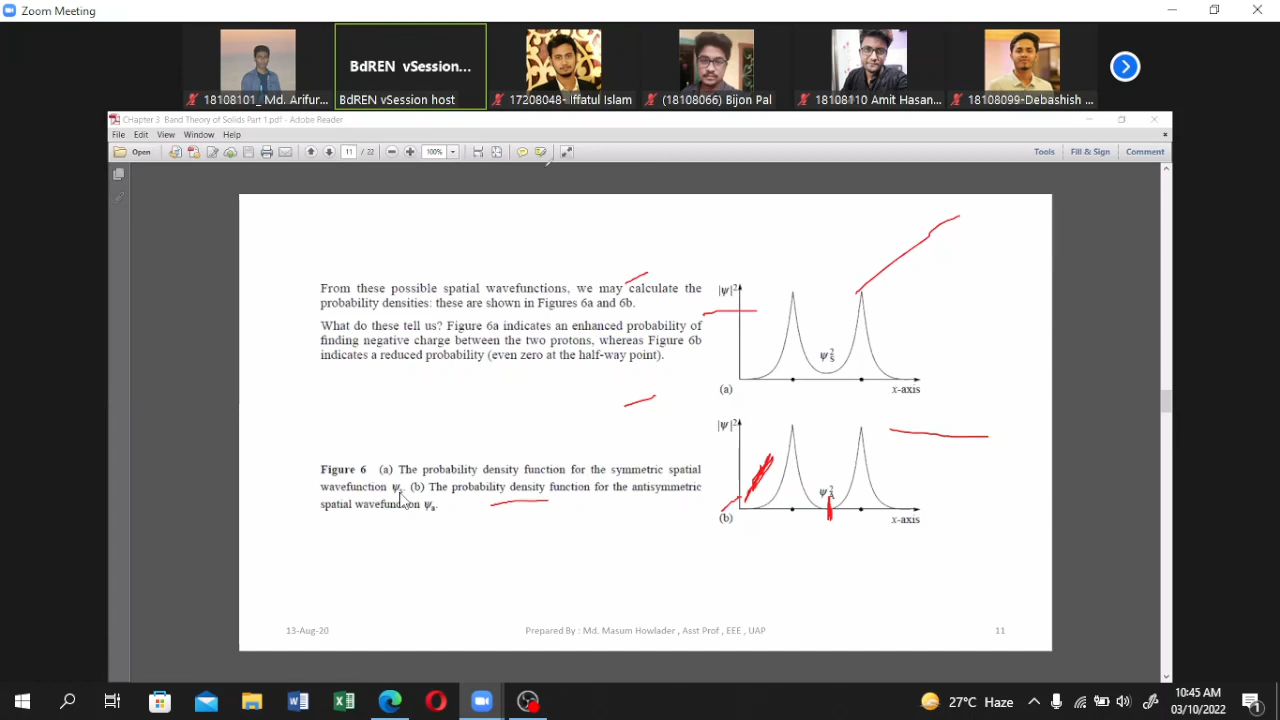 Zoom Meeting
BdREN vSession...
18108101_ Md. Arifur...
BdREN vSession host
17208048- Iffatul Islam
(18108066) Bijon Pal
18108110 Amit Hasan...
18108099-Debashish ...
Chapter 3 Band Theory of Solids Part 1.pdf - Adobe Reader
File Edit View Window Help
Open 11 / 22 100% Tools Fill & Sign Comment
From these possible spatial wavefunctions, we may calculate the
probability densities: these are shown in Figures 6a and 6b.
What do these tell us? Figure 6a indicates an enhanced probability of
finding negative charge between the two protons, whereas Figure 6b
indicates a reduced probability (even zero at the half-way point).
Figure 6 (a) The probability density function for the symmetric spatial
wavefunction ψs. (b) The probability density function for the antisymmetric
spatial wavefunction ψa.
|ψ|²
ψ²S
(a) x-axis
|ψ|²
ψ²A
(b) x-axis
13-Aug-20 Prepared By : Md. Masum Howlader , Asst Prof , EEE , UAP 11
27°C Haze
10:45 AM
03/10/2022
1